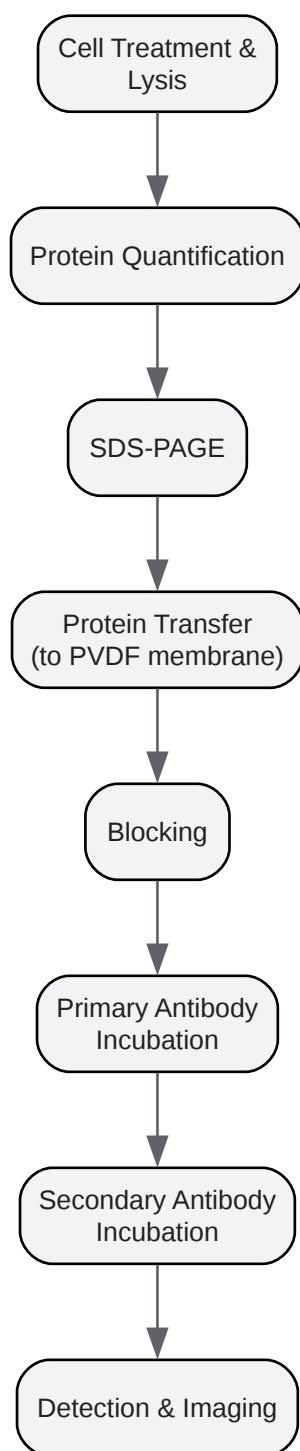 Cell Treatment &
Lysis
Protein Quantification
SDS-PAGE
Protein Transfer
(to PVDF membrane)
Blocking
Primary Antibody
Incubation
Secondary Antibody
Incubation
Detection & Imaging